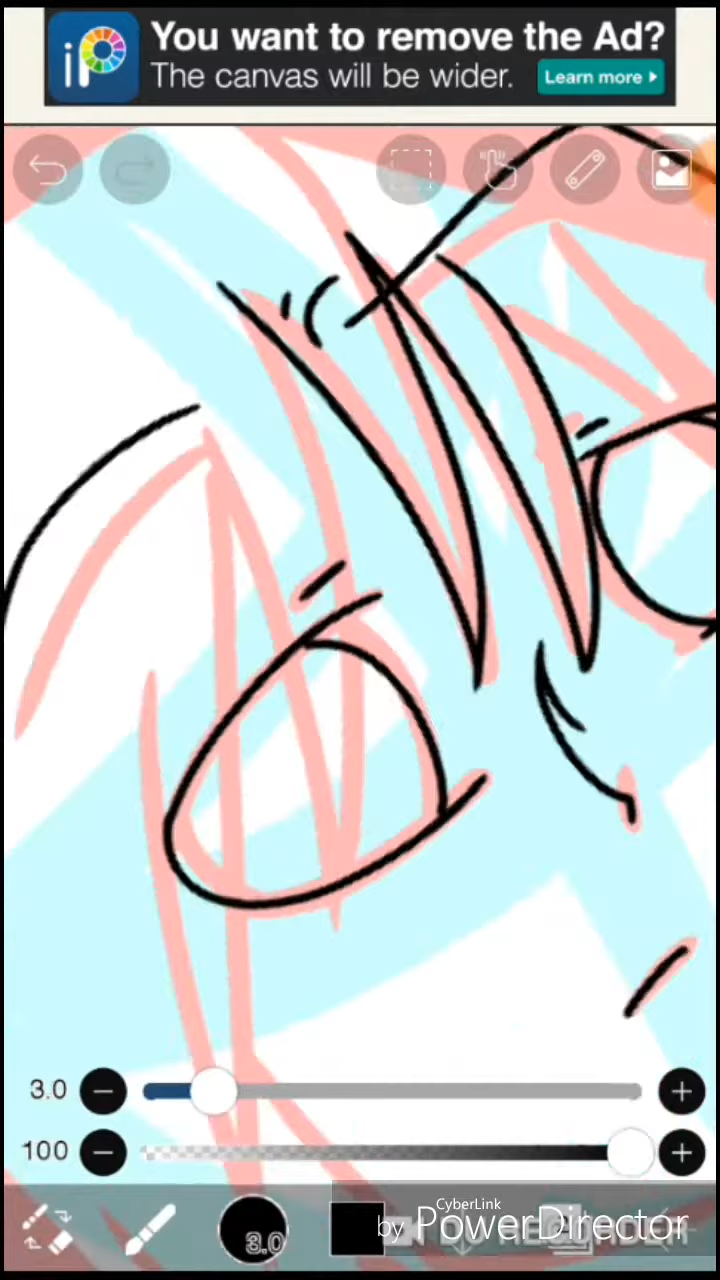 iP
You want to remove the Ad?
The canvas will be wider.
Learn more
3.0
100
3.0
CyberLink
by PowerDirector